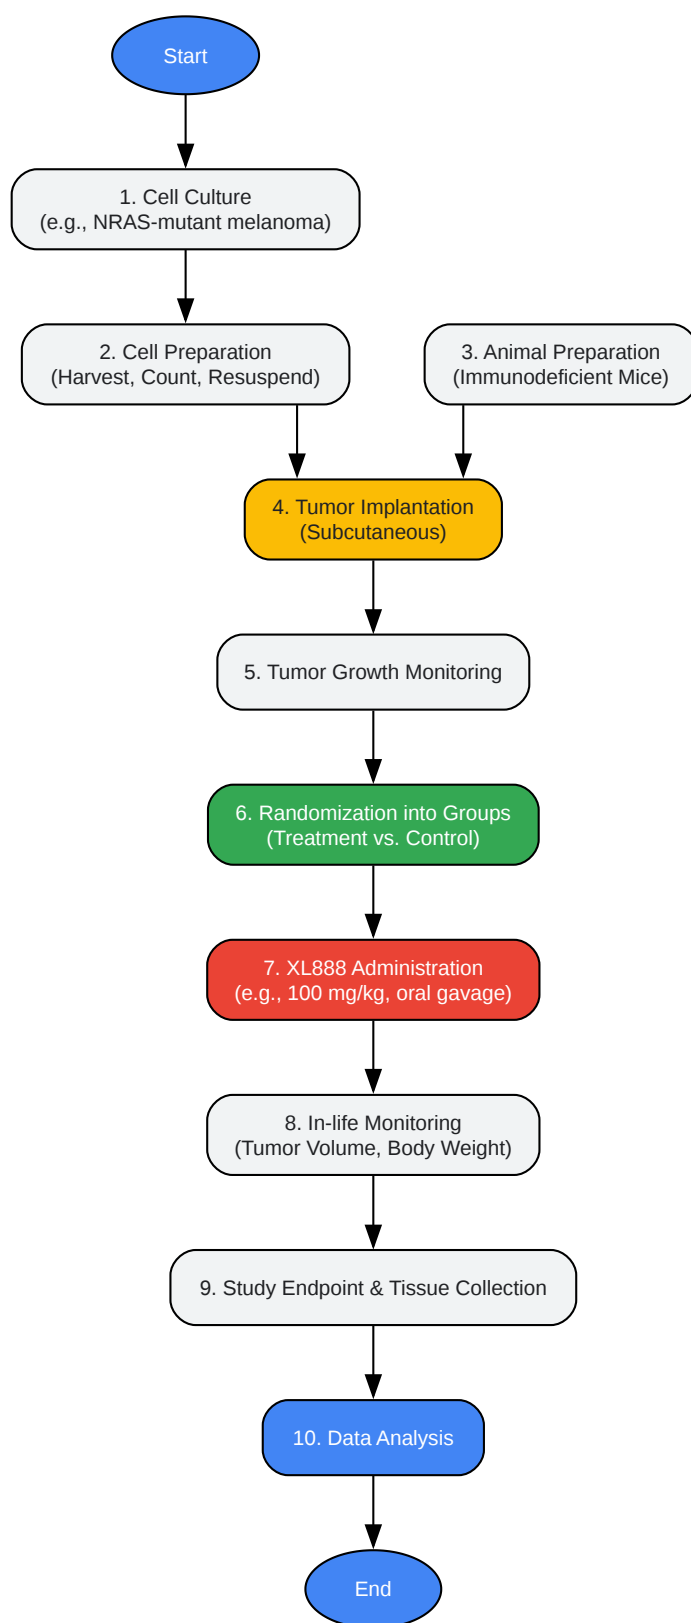 Start
1. Cell Culture
(e.g., NRAS-mutant melanoma)
2. Cell Preparation
(Harvest, Count, Resuspend)
3. Animal Preparation
(Immunodeficient Mice)
4. Tumor Implantation
(Subcutaneous)
5. Tumor Growth Monitoring
6. Randomization into Groups
(Treatment vs. Control)
7. XL888 Administration
(e.g., 100 mg/kg, oral gavage)
8. In-life Monitoring
(Tumor Volume, Body Weight)
9. Study Endpoint & Tissue Collection
10. Data Analysis
End